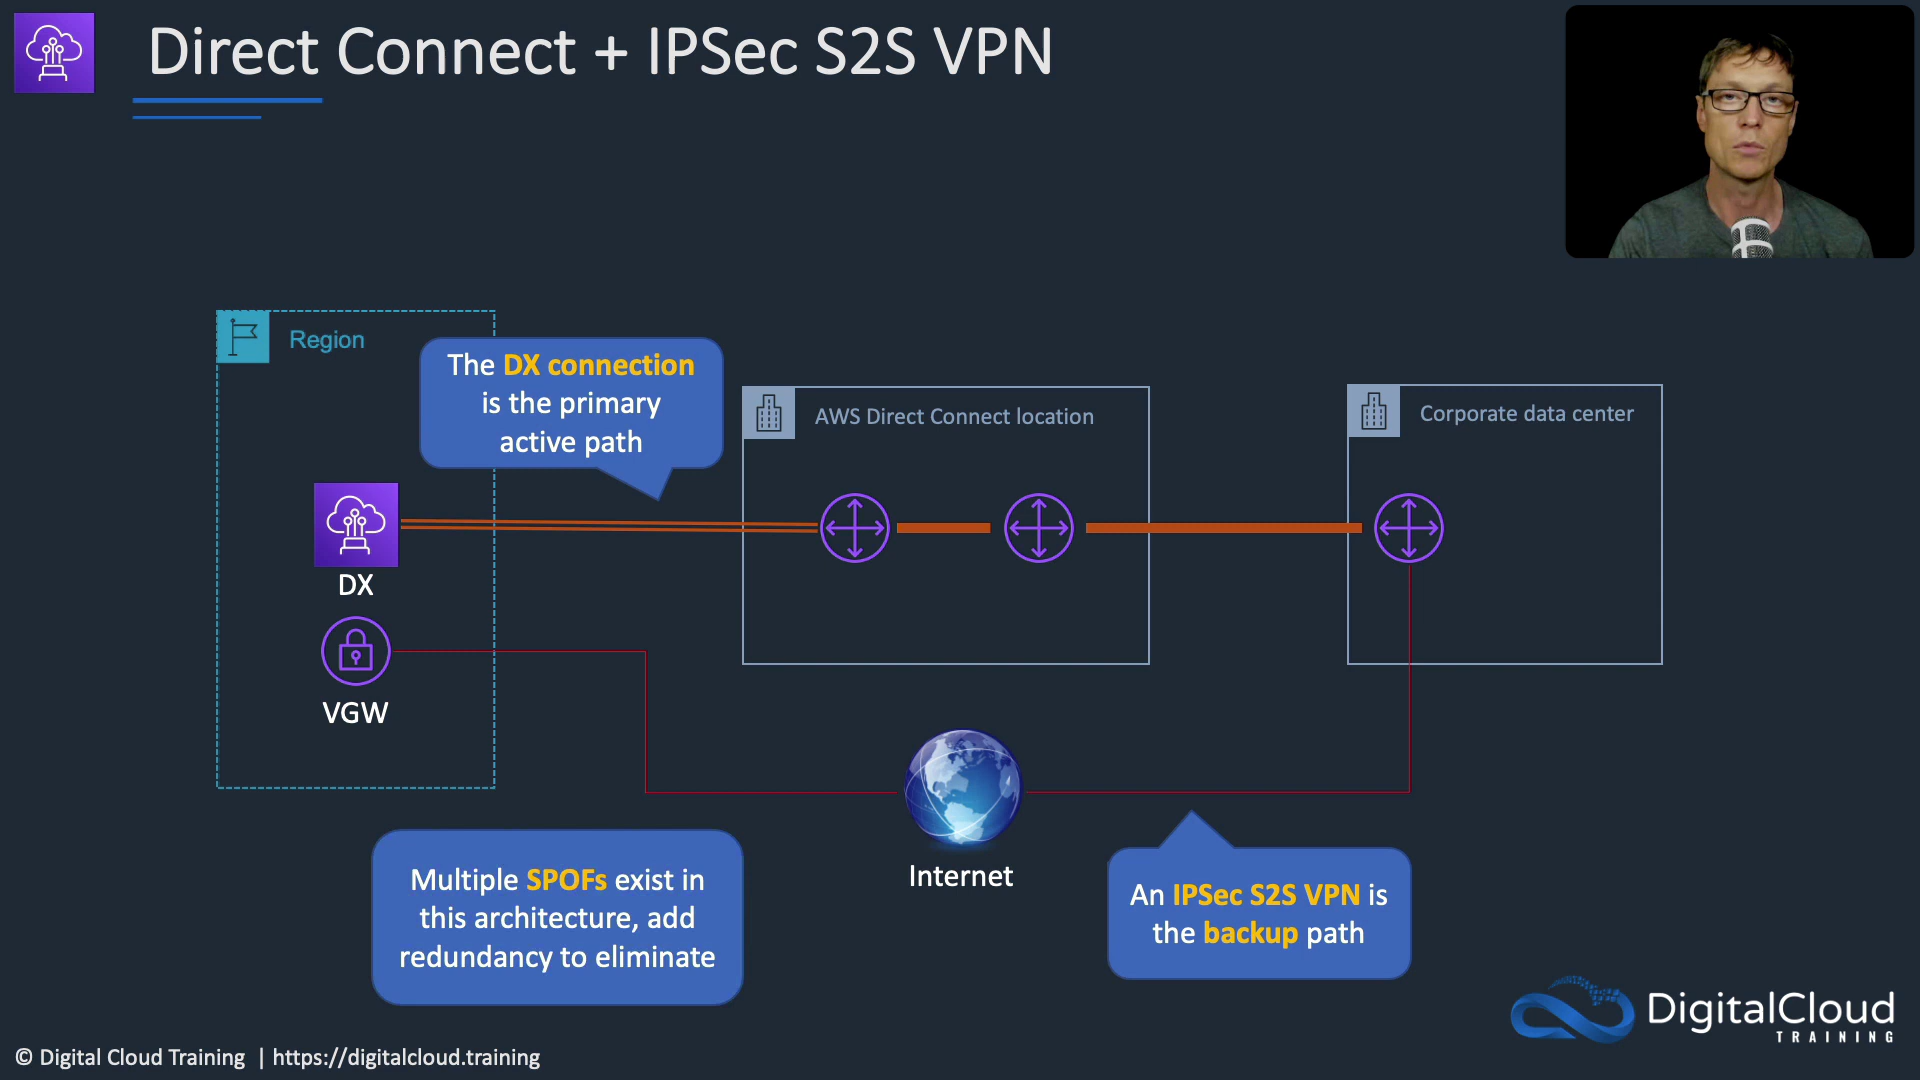 Direct Connect + IPSec S2S VPN
Region
The DX connection
is the primary
active path
AWS Direct Connect location
Corporate data center
DX
VGW
Internet
Multiple SPOFs exist in
this architecture, add
redundancy to eliminate
An IPSec S2S VPN is
the backup path
DigitalCloud
TRAINING
© Digital Cloud Training | https://digitalcloud.training